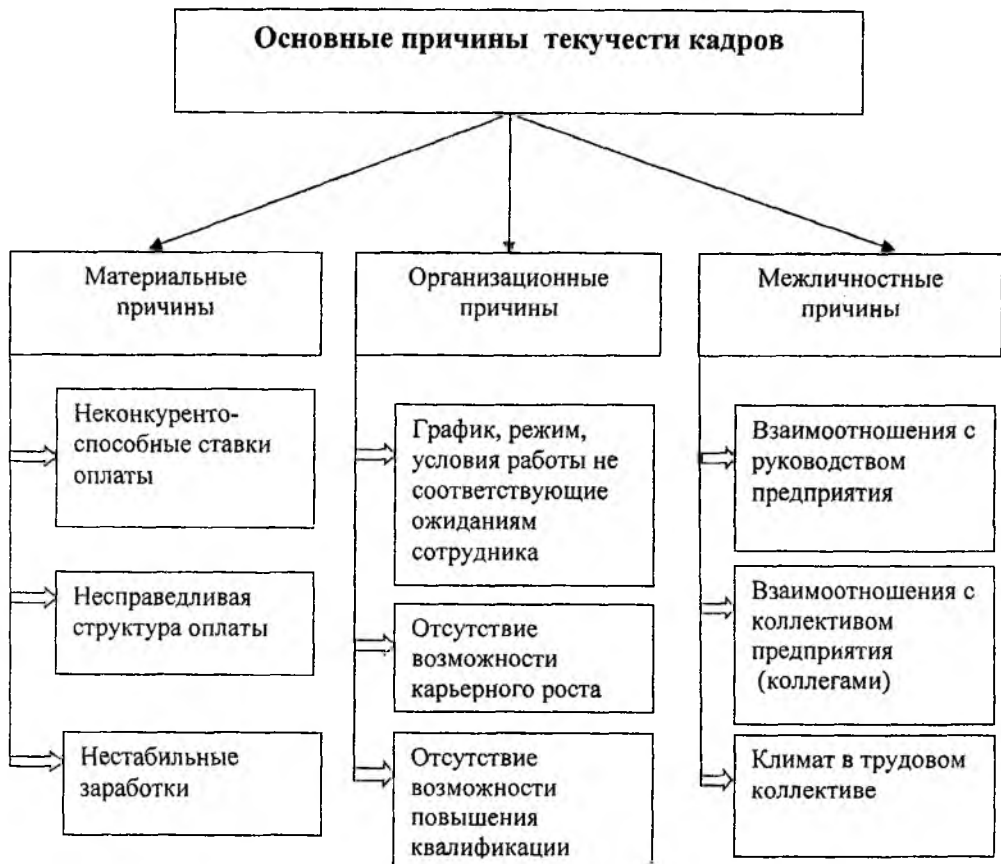 Основные причины текучести кадров
Материальные
причины
Неконкуренто-
способные ставки
оплаты
Несправедливая
структура оплаты
Нестабильные
заработки
Организационные
причины
График, режим,
условия работы не
соответствующие
ожиданиям
сотрудника
Отсутствие
возможности
карьерного роста
Отсутствие
возможности
повышения
квалификации
Межличностные
причины
Взаимоотношения с
руководством
предприятия
Взаимоотношения с
коллективом
предприятия
(коллегами)
Климат в трудовом
коллективе